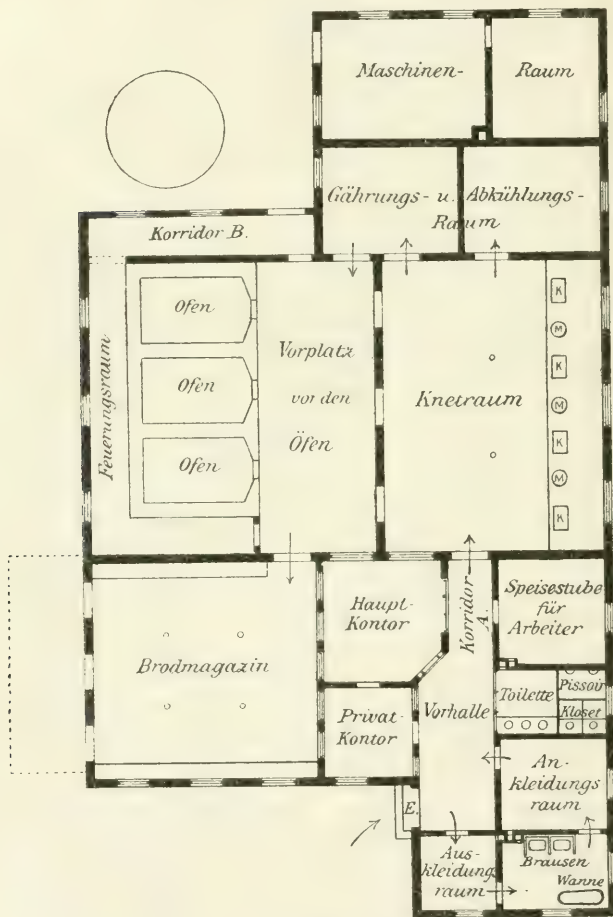 Maschinen- Raum
Gährungs- u. Abkühlungs-
Raum
Korridor B.
Ofen
Ofen
Ofen
Feuerungsraum
Vorplatz
vor den
Öfen
Knetraum
K
M
K
M
K
M
K
Brodmagazin
Haupt-
Kontor
Korridor
A.
Speisestube
für
Arbeiter
Privat-
Kontor
Vorhalle
Toilette
Pissoir
Kloset
An-
kleidungs
raum
E.
Aus-
kleidung
raum
Brausen
Wanne